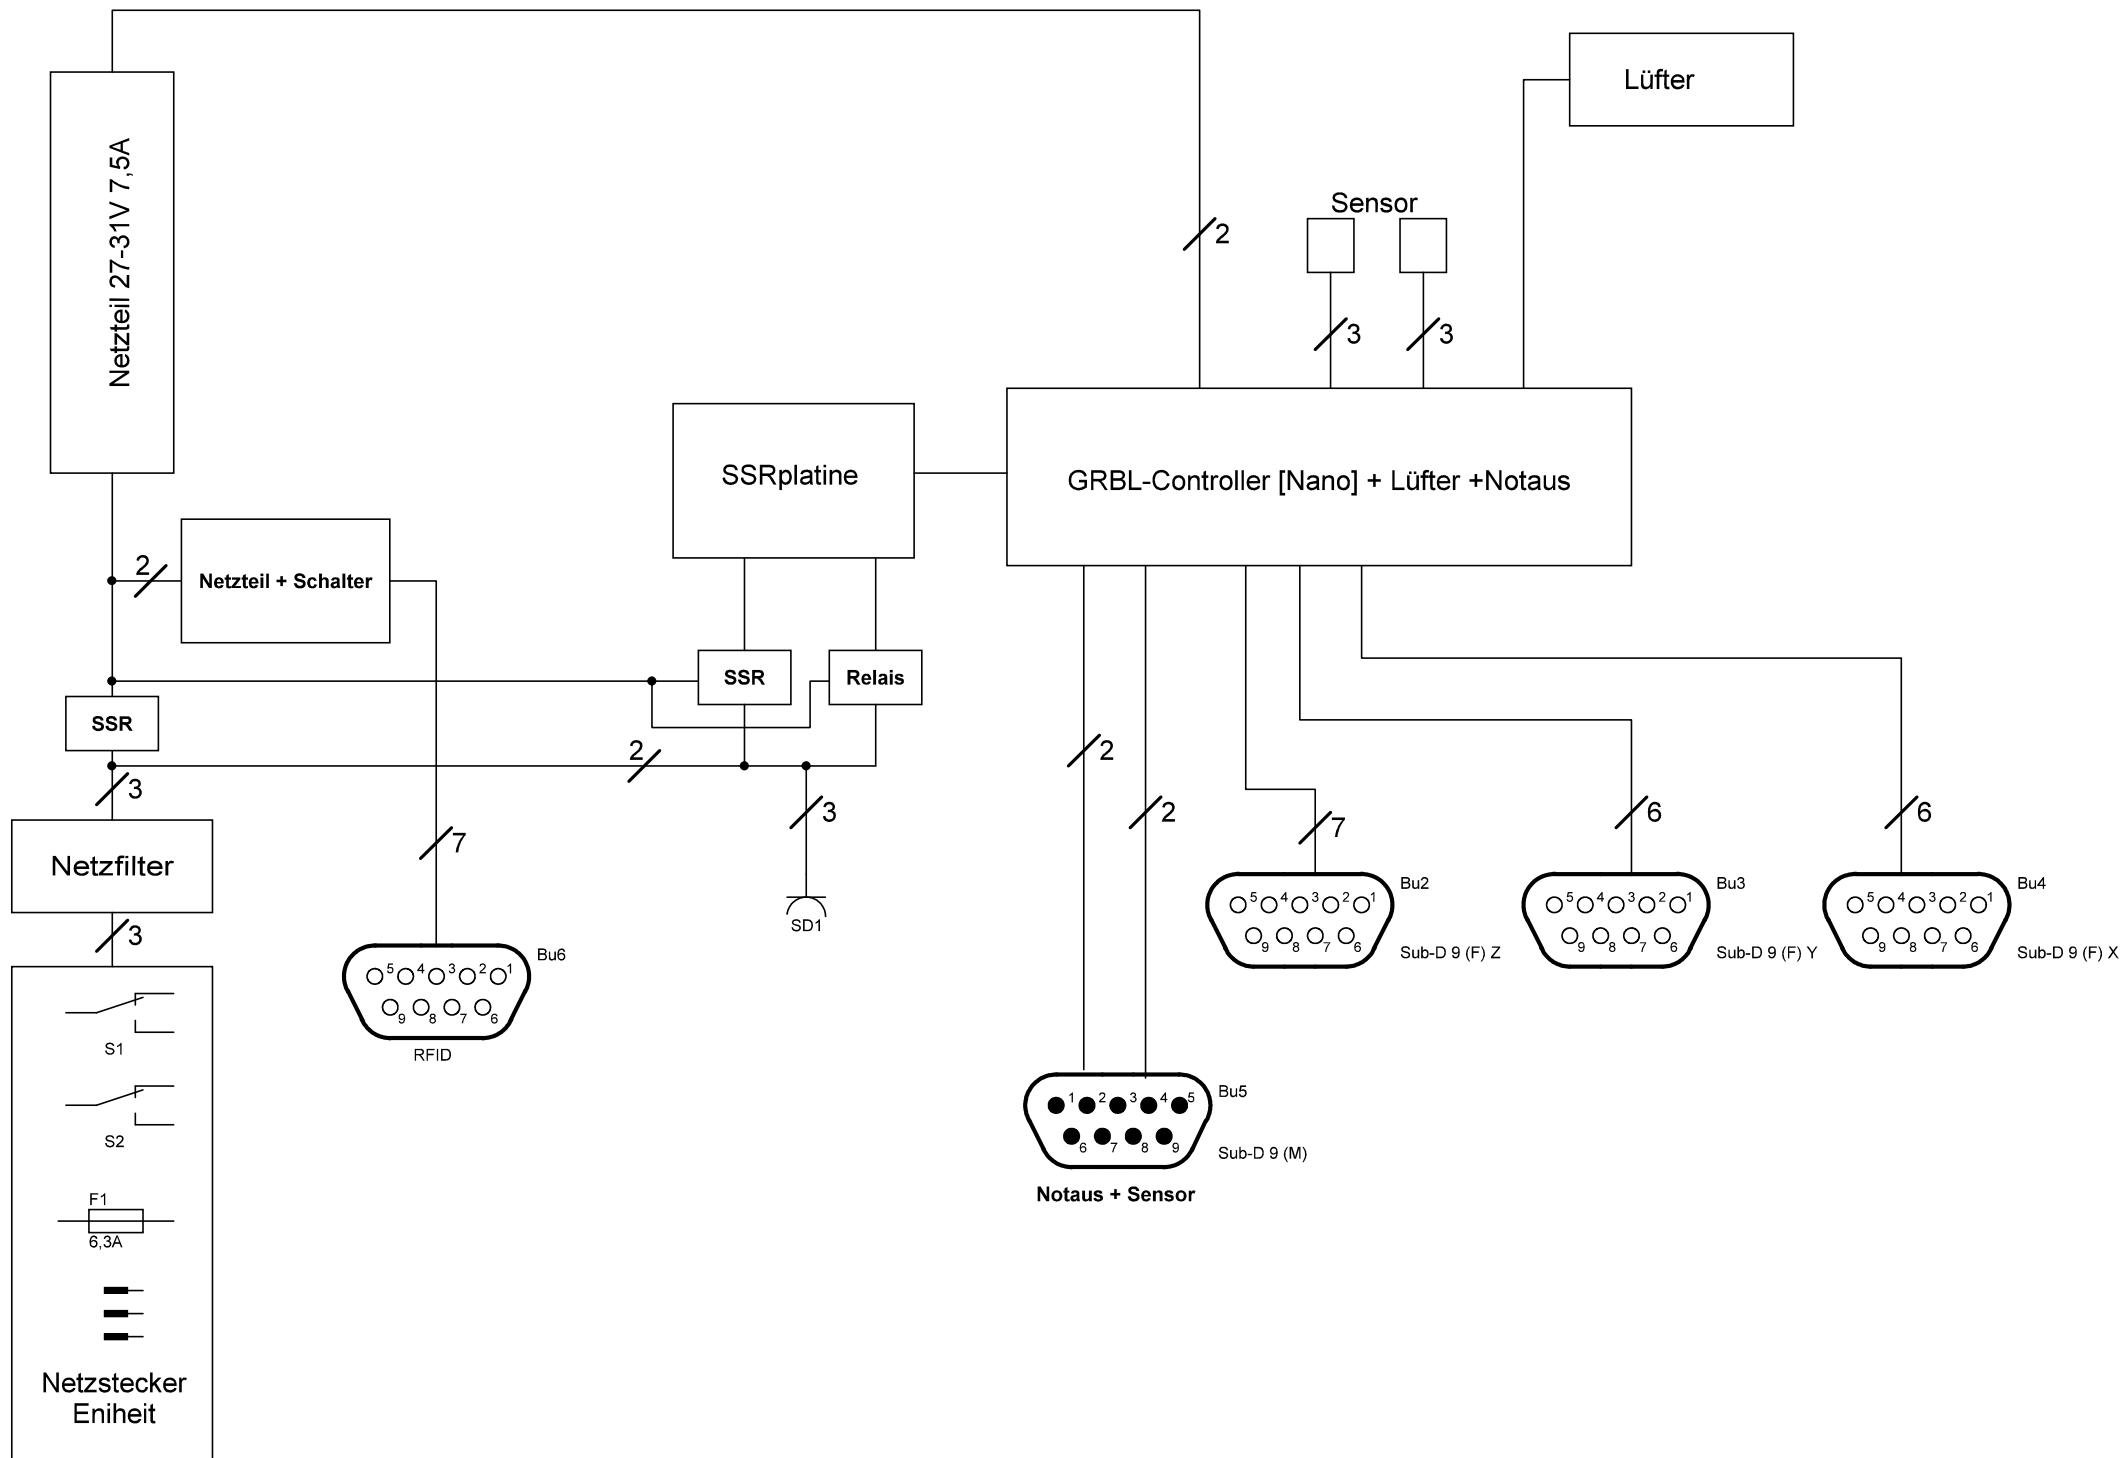 Lüfter
Netzteil 27-31V 7,5A
2
Sensor
3
3
SSRplatine
GRBL-Controller [Nano] + Lüfter +Notaus
2
Netzteil + Schalter
SSR
Relais
SSR
2
2
3
3
2
7
6
6
7
Netzfilter
3
SD1
Bu2
5 4 3 2 1
9 8 7 6
Sub-D 9 (F) Z
Bu3
5 4 3 2 1
9 8 7 6
Sub-D 9 (F) Y
Bu4
5 4 3 2 1
9 8 7 6
Sub-D 9 (F) X
Bu6
5 4 3 2 1
9 8 7 6
RFID
S1
S2
Bu5
1 2 3 4 5
6 7 8 9
Sub-D 9 (M)
Notaus + Sensor
F1
6,3A
Netzstecker
Eniheit